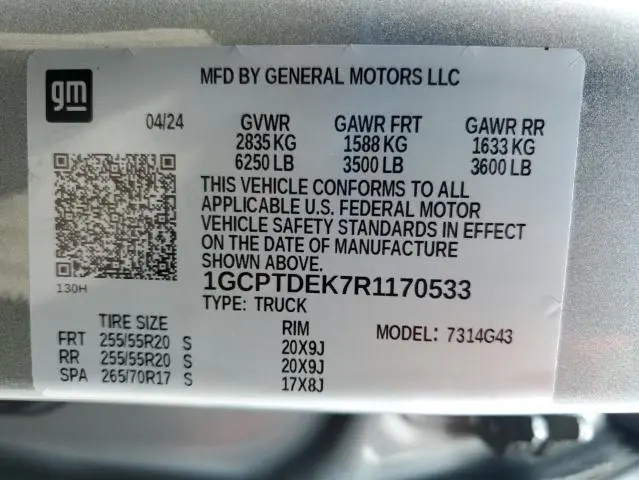 gm
MFD BY GENERAL MOTORS LLC
04/24 GVWR GAWR FRT GAWR RR
2835 KG 1588 KG 1633 KG
6250 LB 3500 LB 3600 LB
THIS VEHICLE CONFORMS TO ALL
APPLICABLE U.S. FEDERAL MOTOR
VEHICLE SAFETY STANDARDS IN EFFECT
ON THE DATE OF MANUFACTURE
SHOWN ABOVE.
130H
1GCPTDEK7R1170533
TYPE: TRUCK
TIRE SIZE RIM MODEL: 7314G43
FRT 255/55R20 S 20X9J
RR 255/55R20 S 20X9J
SPA 265/70R17 S 17X8J